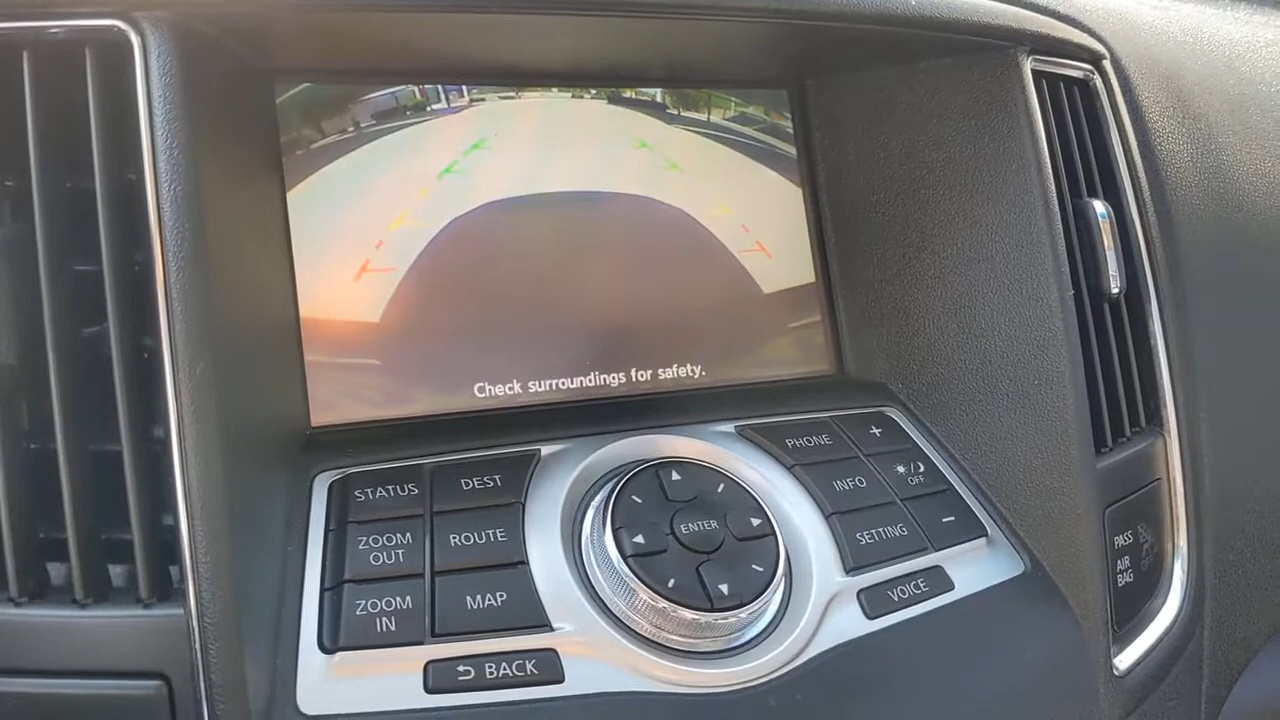 Check surroundings for safety.
STATUS
DEST
ZOOM
OUT
ROUTE
ZOOM
IN
MAP
BACK
ENTER
PHONE
+
INFO
OFF
SETTING
-
VOICE
PASS
AIR
BAG
OFF